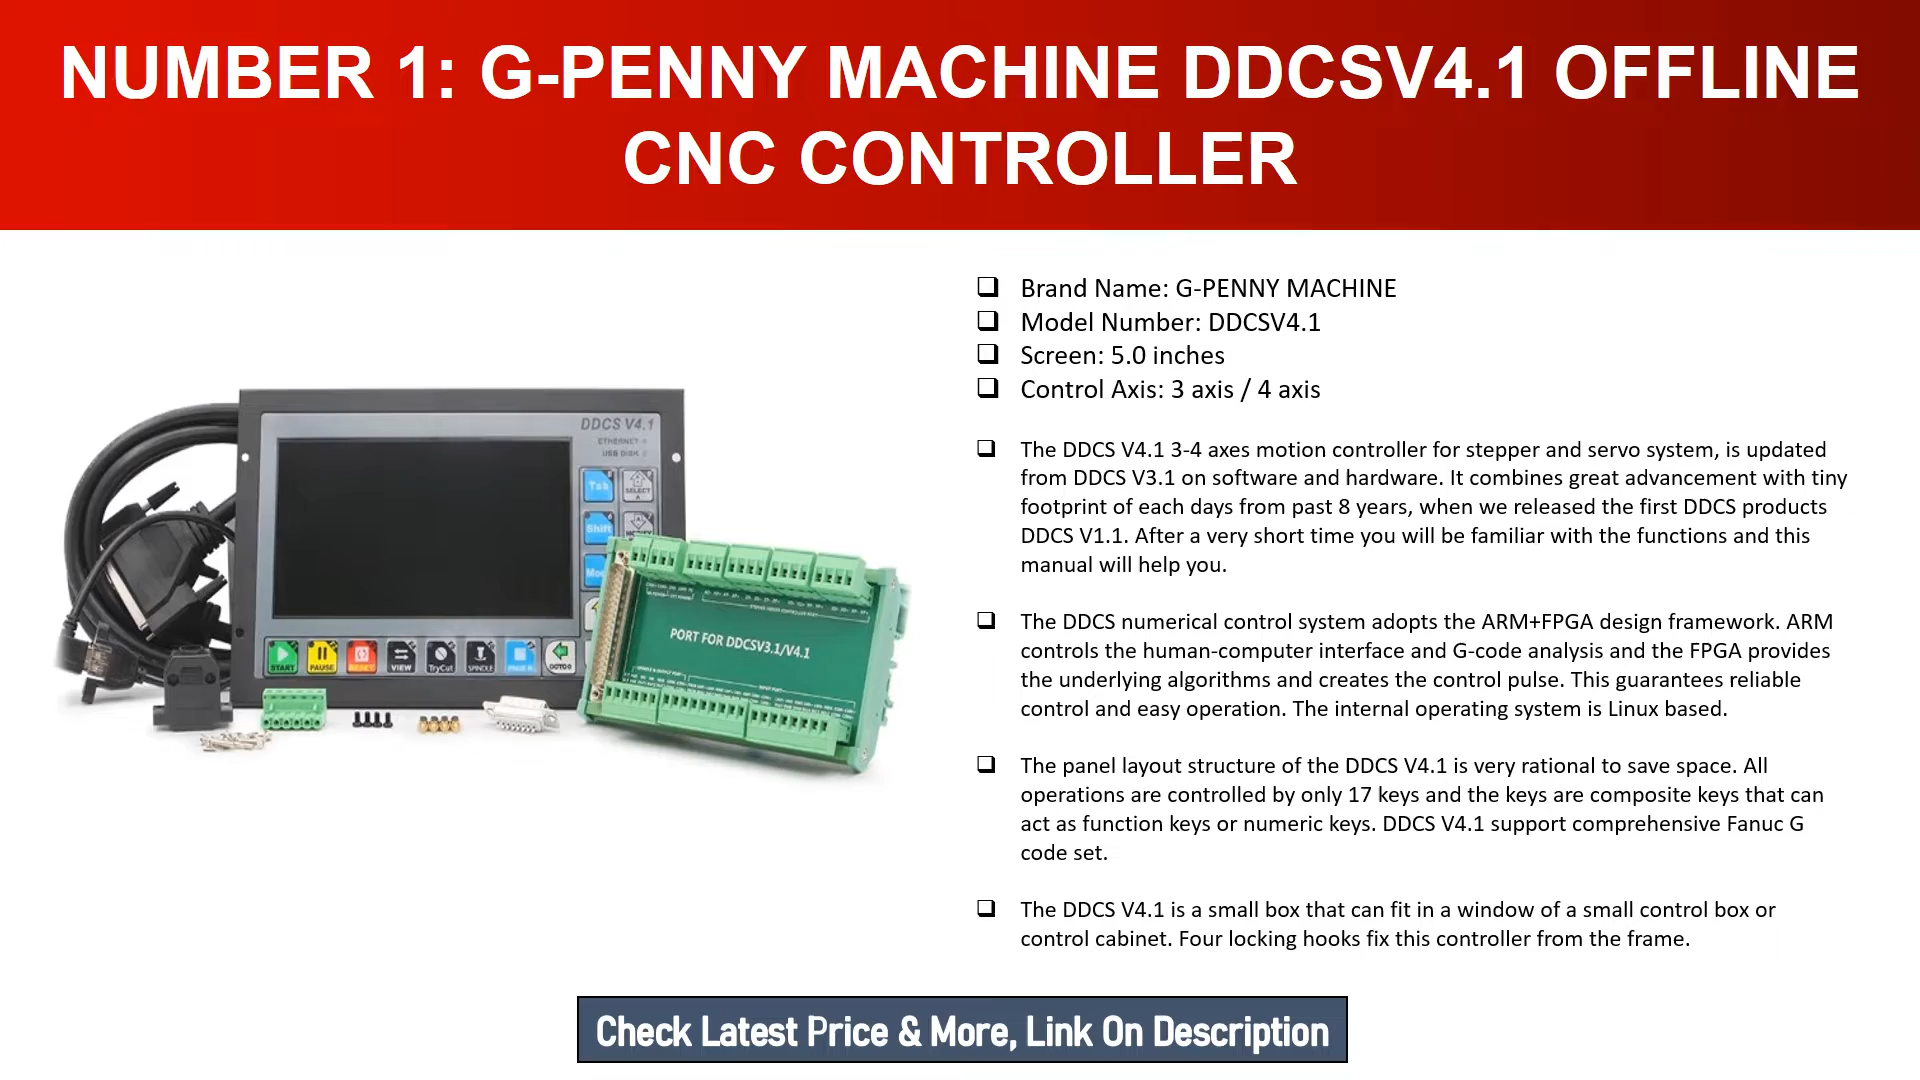 NUMBER 1: G-PENNY MACHINE DDCSV4.1 OFFLINE
CNC CONTROLLER
❑ Brand Name: G-PENNY MACHINE
❑ Model Number: DDCSV4.1
❑ Screen: 5.0 inches
❑ Control Axis: 3 axis / 4 axis
❑ The DDCS V4.1 3-4 axes motion controller for stepper and servo system, is updated
from DDCS V3.1 on software and hardware. It combines great advancement with tiny
footprint of each days from past 8 years, when we released the first DDCS products
DDCS V1.1. After a very short time you will be familiar with the functions and this
manual will help you.
❑ The DDCS numerical control system adopts the ARM+FPGA design framework. ARM
controls the human-computer interface and G-code analysis and the FPGA provides
the underlying algorithms and creates the control pulse. This guarantees reliable
control and easy operation. The internal operating system is Linux based.
❑ The panel layout structure of the DDCS V4.1 is very rational to save space. All
operations are controlled by only 17 keys and the keys are composite keys that can
act as function keys or numeric keys. DDCS V4.1 support comprehensive Fanuc G
code set.
❑ The DDCS V4.1 is a small box that can fit in a window of a small control box or
control cabinet. Four locking hooks fix this controller from the frame.
DDCS V4.1
ETHERNET
USB DISK
Tab
SELECT
Shift
START
PAUSE
RESET
VIEW
TryCut
SPINDLE
GOTO 0
PORT FOR DDCSV3.1/V4.1
Check Latest Price & More, Link On Description